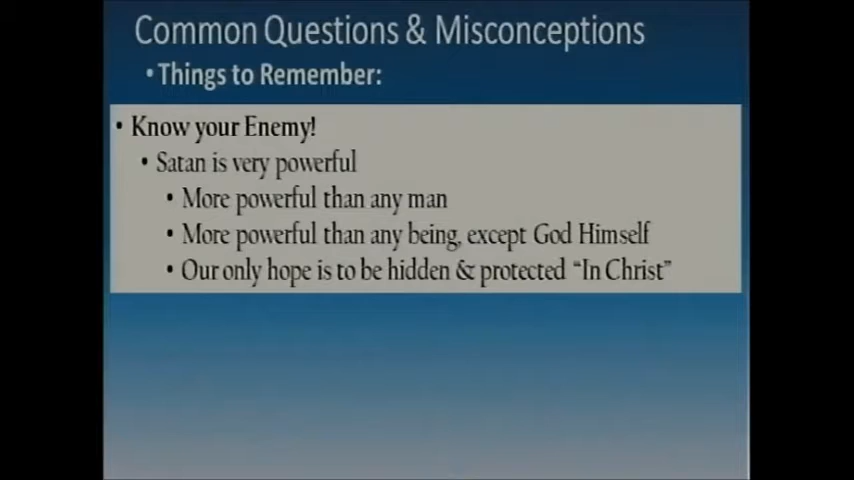 Common Questions & Misconceptions
• Things to Remember:
• Know your Enemy!
• Satan is very powerful
• More powerful than any man
• More powerful than any being, except God Himself
• Our only hope is to be hidden & protected “In Christ”